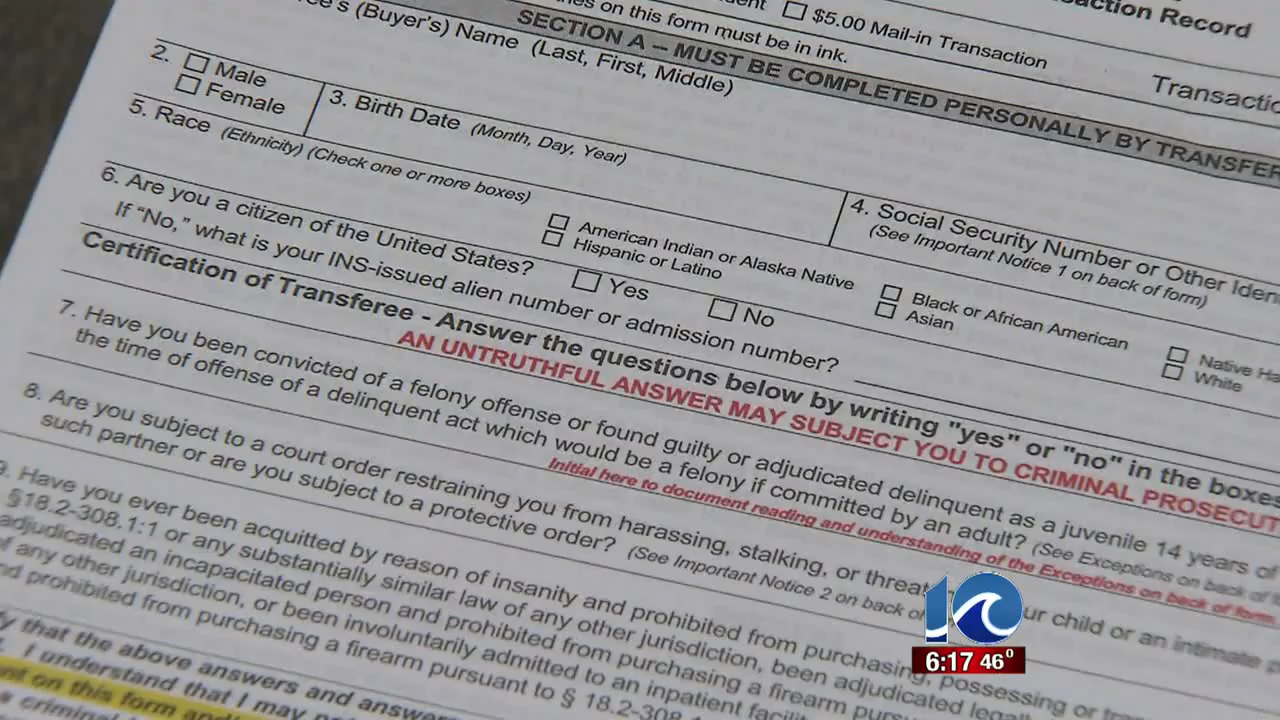 $5.00 Mail-in Transaction
on this form must be in ink.
(Buyer's) Name (Last, First, Middle)
SECTION A – MUST BE COMPLETED PERSONALLY BY
2. Male
Female
3. Birth Date (Month, Day, Year)
4. Social Security Number or Other
(See Important Notice 1 on back of form)
5. Race (Ethnicity) (Check one or more boxes)
American Indian or Alaska Native
Hispanic or Latino
Black or African American
Asian
Native
White
6. Are you a citizen of the United States? Yes No
If "No," what is your INS-issued alien number or admission number?
Certification of Transferee - Answer the questions below by writing "yes" or "no" in the boxes
AN UNTRUTHFUL ANSWER MAY SUBJECT YOU TO CRIMINAL
7. Have you been convicted of a felony offense or found guilty or adjudicated delinquent as a juvenile 14 years of
the time of offense of a delinquent act which would be a felony if committed by an adult? (See Exceptions on back of
Initial here to document reading and understanding of the Exceptions on back of form.
8. Are you subject to a court order restraining you from harassing, stalking, or child or an intimate
such partner or are you subject to a protective order? (See Important Notice 2 on back
9. Have you ever been acquitted by reason of insanity and prohibited from purchasing, possessing or
§18.2-308.1:1 or any substantially similar law of any other jurisdiction, been adjudicated
adjudicated an incapacitated person and prohibited from purchasing a firearm
of any other jurisdiction, or been involuntarily admitted to an inpatient
prohibited from purchasing a firearm pursuant to § 18.2-308
that the above answers and
I understand that I may
on this form
10
6:17 46°